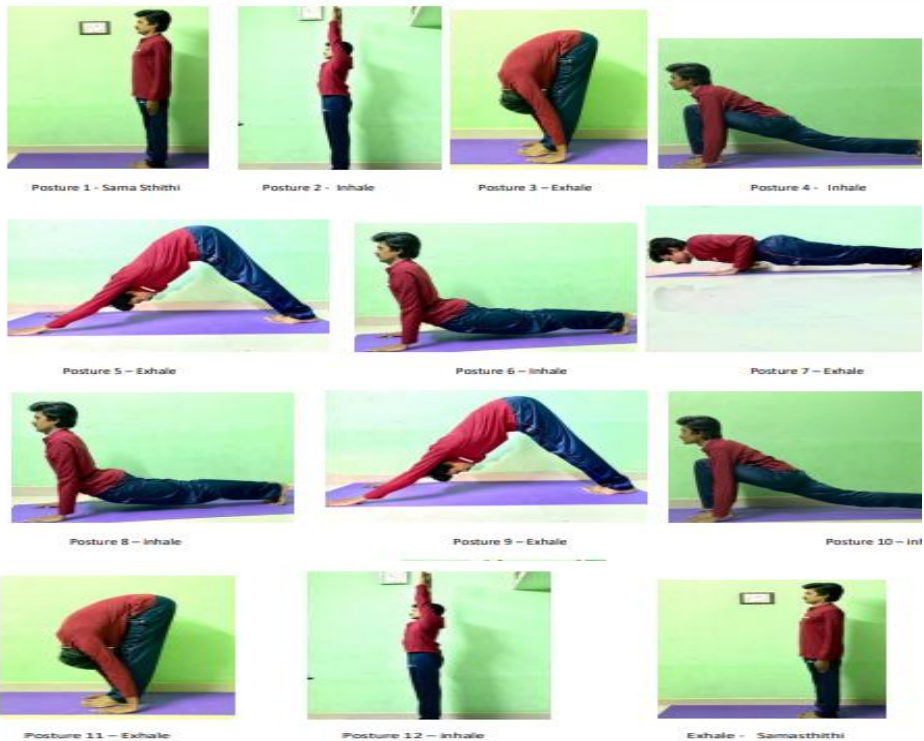 Posture 1 - Sama Sthithi
Posture 2 - Inhale
Posture 3 – Exhale
Posture 4 - Inhale
Posture 5 – Exhale
Posture 6 – Inhale
Posture 7 – Exhale
Posture 8 – Inhale
Posture 9 – Exhale
Posture 10 – Inh
Posture 11 – Exhale
Posture 12 – inhale
Exhale - Samasthithi